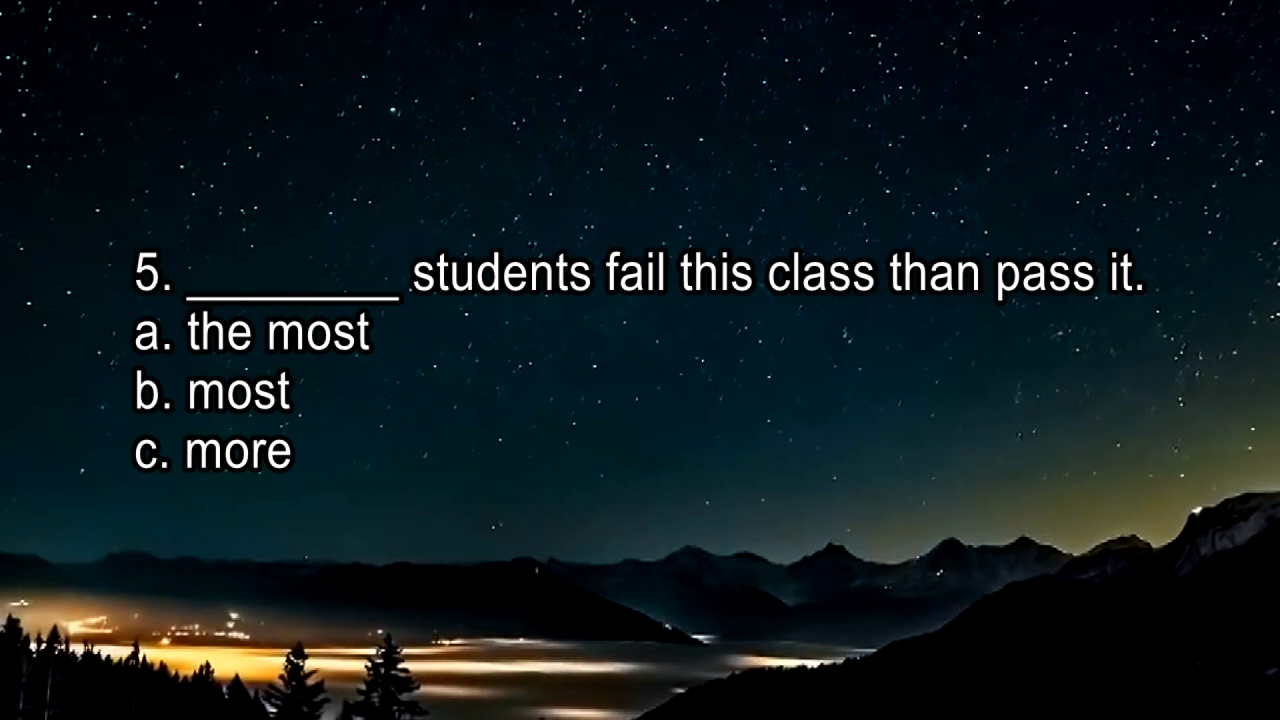 5. ________ students fail this class than pass it.
a. the most
b. most
c. more